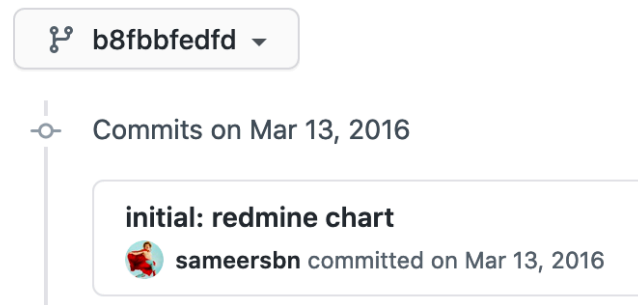 b8fbbfedfd
Commits on Mar 13, 2016
initial: redmine chart
sameersbn committed on Mar 13, 2016